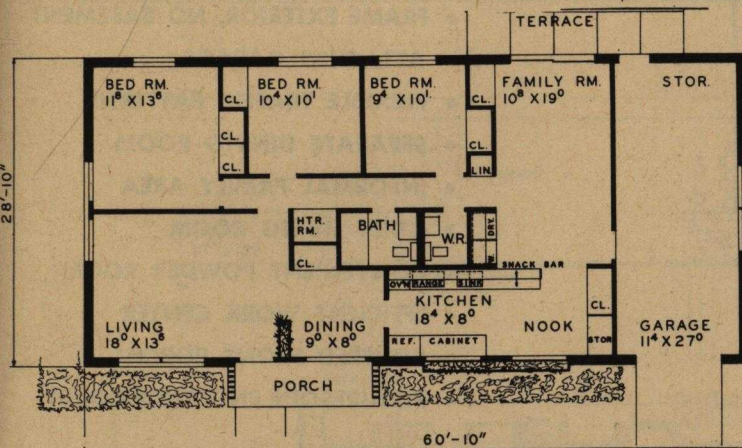 TERRACE
BED RM.
11⁸ X 13⁶
CL.
CL.
CL.
BED RM.
10⁴ X 10¹
BED RM.
9⁴ X 10¹
CL.
CL.
LIN.
FAMILY RM.
10⁸ X 19⁰
STOR.
28'-10"
HTR.
RM.
CL.
BATH
W.R.
DRY.
W.
SNACK BAR
OVN RANGE SINK
KITCHEN
18⁴ X 8⁰
NOOK
CL.
STOR
LIVING
18⁰ X 13⁶
DINING
9⁰ X 8⁰
REF. CABINET
GARAGE
11⁴ X 27⁰
PORCH
60'-10"